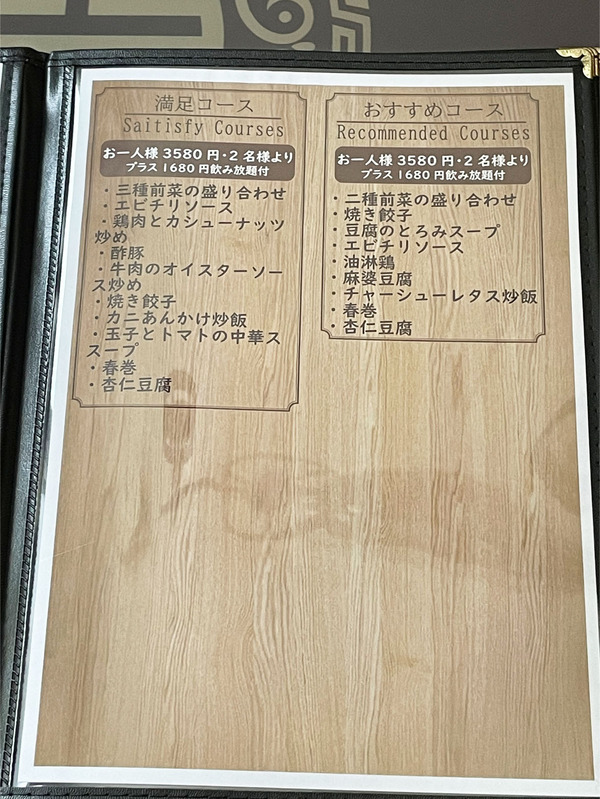 満足コース
Saitisfy Courses
お一人様 3580 円・2 名様より
プラス 1680 円飲み放題付
・三種前菜の盛り合わせ
・エビチリソース
・鶏肉とカシューナッツ
炒め
・酢豚
・牛肉のオイスターソー
ス炒め
・焼き餃子
・カニあんかけ炒飯
・玉子とトマトの中華ス
スープ
・春巻
・杏仁豆腐
おすすめコース
Recommended Courses
お一人様 3580 円・2 名様より
プラス 1680 円飲み放題付
・二種前菜の盛り合わせ
・焼き餃子
・豆腐のとろみスープ
・エビチリソース
・油淋鶏
・麻婆豆腐
・チャーシューレタス炒飯
・春巻
・杏仁豆腐